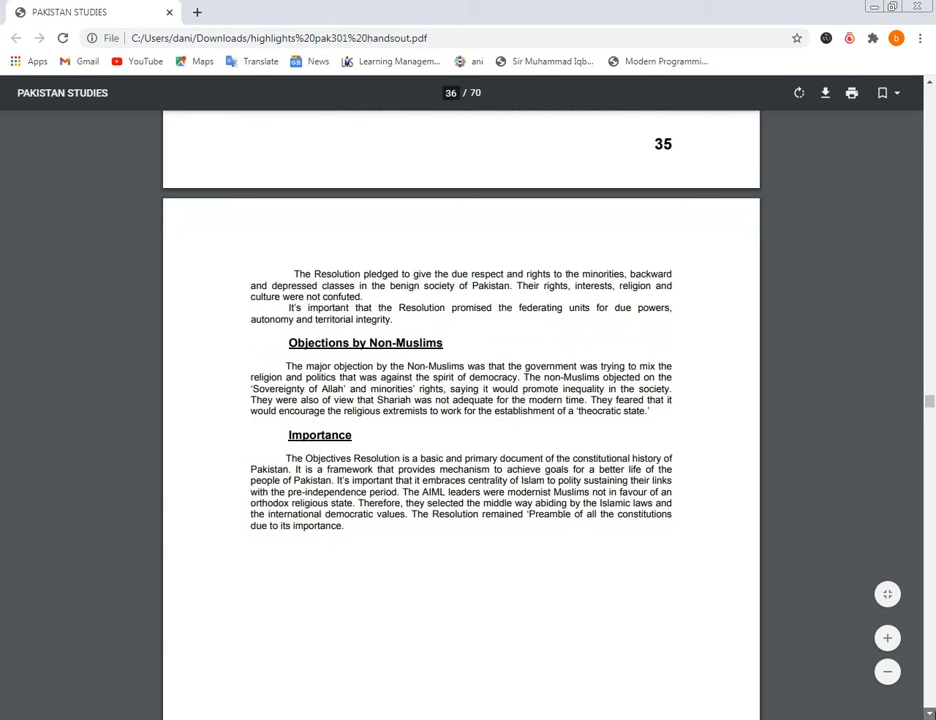 PAKISTAN STUDIES
File C:/Users/dani/Downloads/highlights%20pak301%20handsout.pdf
b
Apps Gmail YouTube Maps Translate News Learning Managem... ani Sir Muhammad Iqb... Modern Programmi...
PAKISTAN STUDIES 36 / 70
35
The Resolution pledged to give the due respect and rights to the minorities, backward
and depressed classes in the benign society of Pakistan. Their rights, interests, religion and
culture were not confuted.
It's important that the Resolution promised the federating units for due powers,
autonomy and territorial integrity.
Objections by Non-Muslims
The major objection by the Non-Muslims was that the government was trying to mix the
religion and politics that was against the spirit of democracy. The non-Muslims objected on the
'Sovereignty of Allah' and minorities' rights, saying it would promote inequality in the society.
They were also of view that Shariah was not adequate for the modern time. They feared that it
would encourage the religious extremists to work for the establishment of a 'theocratic state.'
Importance
The Objectives Resolution is a basic and primary document of the constitutional history of
Pakistan. It is a framework that provides mechanism to achieve goals for a better life of the
people of Pakistan. It's important that it embraces centrality of Islam to polity sustaining their links
with the pre-independence period. The AIML leaders were modernist Muslims not in favour of an
orthodox religious state. Therefore, they selected the middle way abiding by the Islamic laws and
the international democratic values. The Resolution remained 'Preamble of all the constitutions
due to its importance.